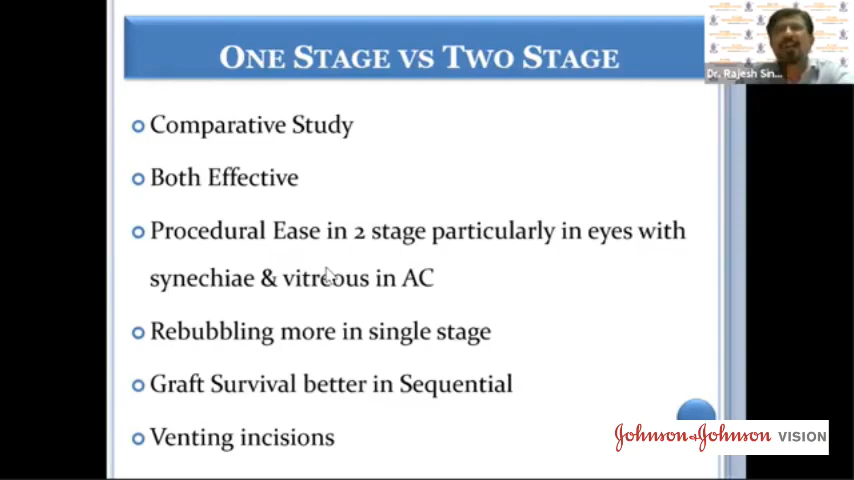 ONE STAGE VS TWO STAGE
Dr. Rajesh Sin...
Comparative Study
Both Effective
Procedural Ease in 2 stage particularly in eyes with
synechiae & vitreous in AC
Rebubbling more in single stage
Graft Survival better in Sequential
Venting incisions
Johnson & Johnson VISION